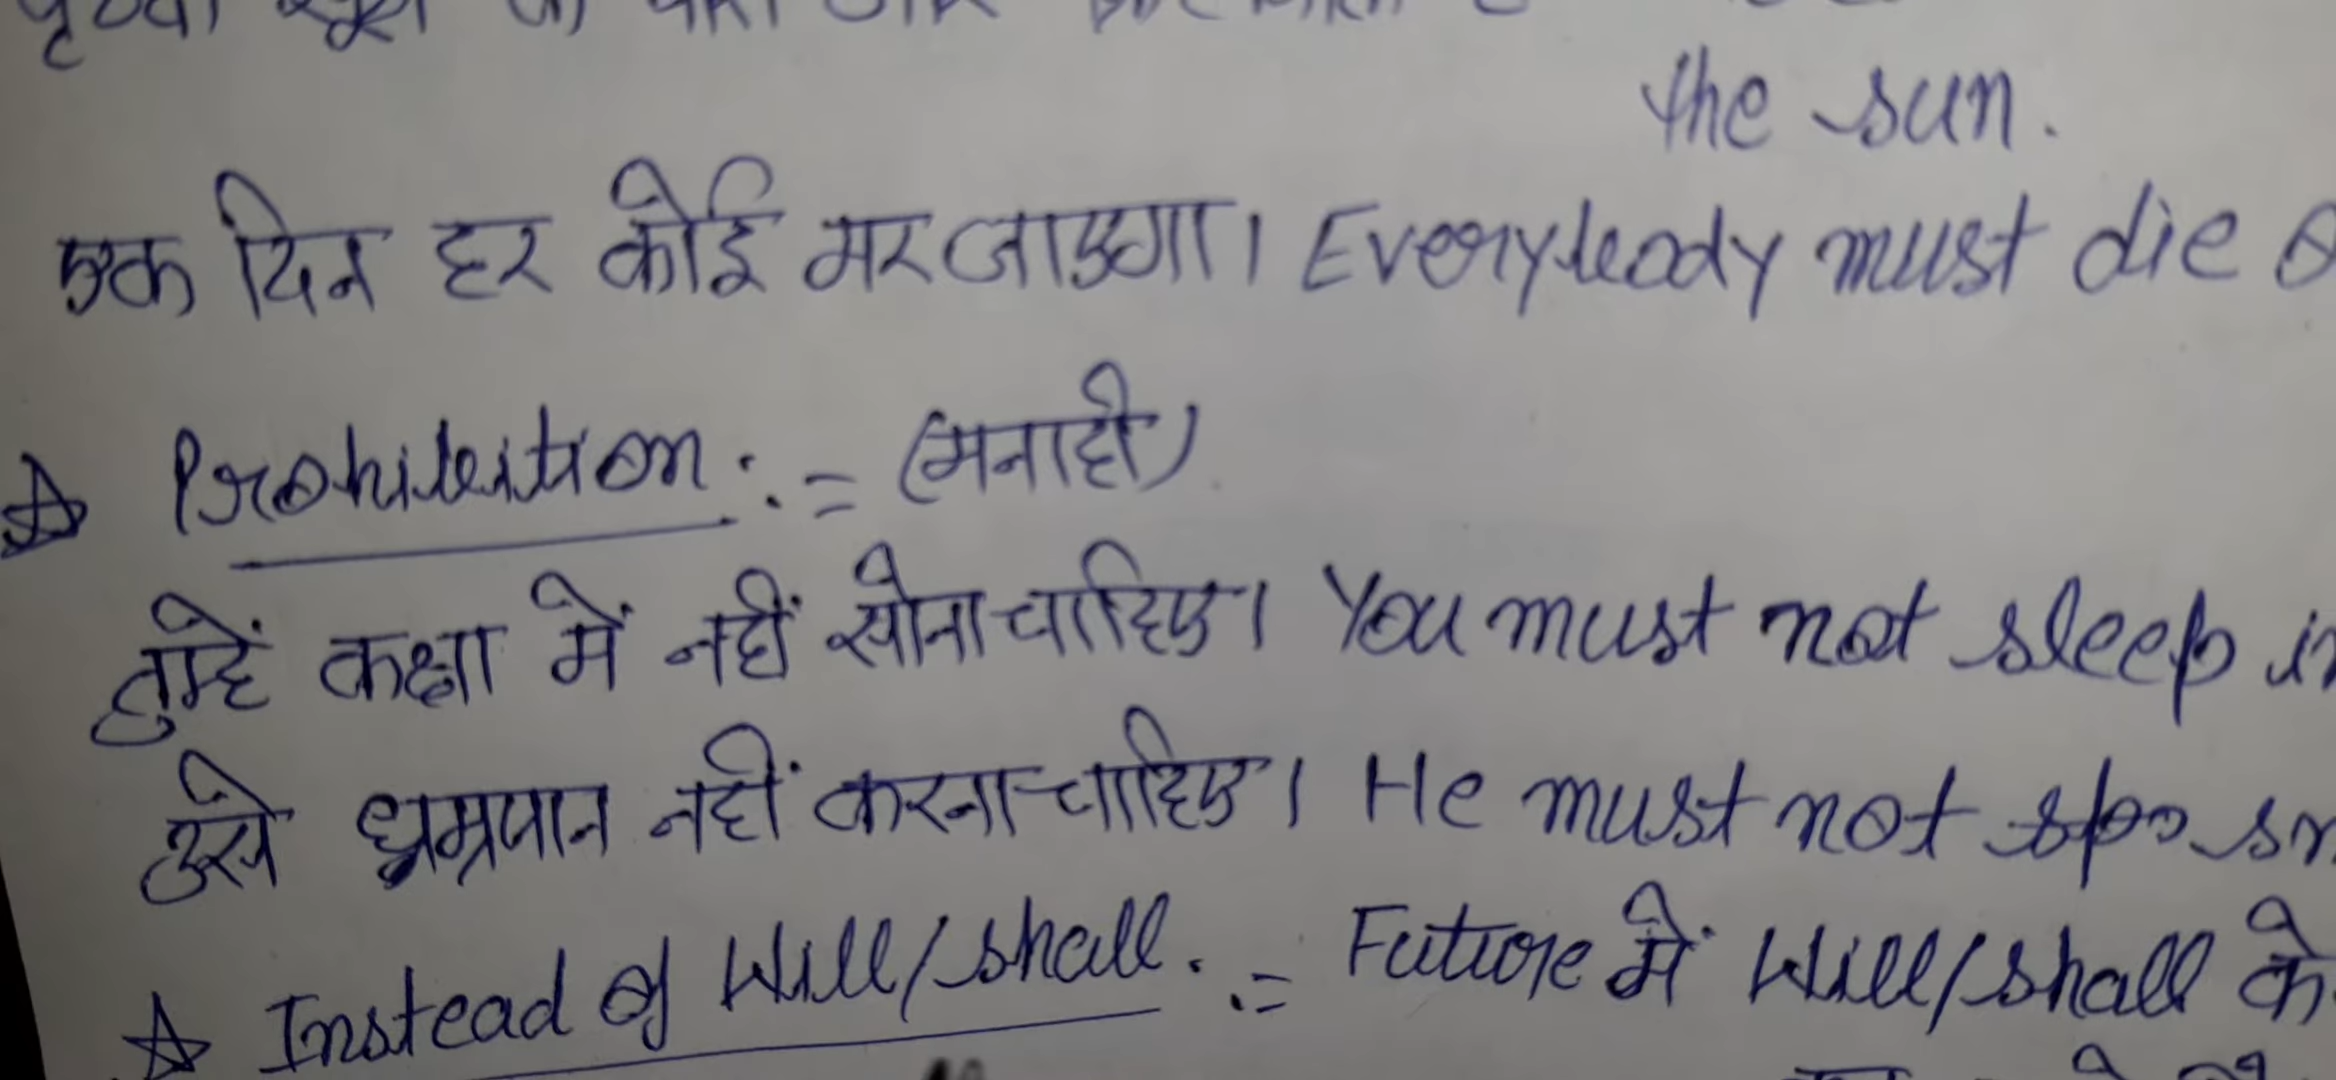 the sun.
एक दिन हर कोई मर जाएगा। Everybody must die
☆ Prohibition :- = (मनाही)
तुम्हें कक्षा में नहीं सोना चाहिए। You must not sleep in
उसे ध्रुम्रपान नहीं करना चाहिए। He must not
☆ Instead of Will/shall. := Future में Will/shall के